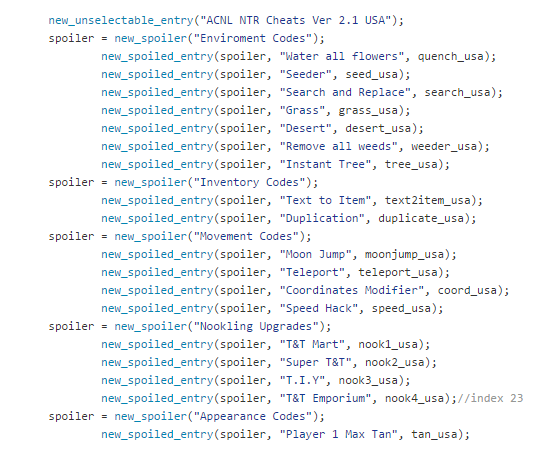 new_unselectable_entry("ACNL NTR Cheats Ver 2.1 USA");
spoiler = new_spoiler("Enviroment Codes");
new_spoiled_entry(spoiler, "Water all flowers", quench_usa);
new_spoiled_entry(spoiler, "Seeder", seed_usa);
new_spoiled_entry(spoiler, "Search and Replace", search_usa);
new_spoiled_entry(spoiler, "Grass", grass_usa);
new_spoiled_entry(spoiler, "Desert", desert_usa);
new_spoiled_entry(spoiler, "Remove all weeds", weeder_usa);
new_spoiled_entry(spoiler, "Instant Tree", tree_usa);
spoiler = new_spoiler("Inventory Codes");
new_spoiled_entry(spoiler, "Text to Item", text2item_usa);
new_spoiled_entry(spoiler, "Duplication", duplicate_usa);
spoiler = new_spoiler("Movement Codes");
new_spoiled_entry(spoiler, "Moon Jump", moonjump_usa);
new_spoiled_entry(spoiler, "Teleport", teleport_usa);
new_spoiled_entry(spoiler, "Coordinates Modifier", coord_usa);
new_spoiled_entry(spoiler, "Speed Hack", speed_usa);
spoiler = new_spoiler("Nookling Upgrades");
new_spoiled_entry(spoiler, "T&T Mart", nook1_usa);
new_spoiled_entry(spoiler, "Super T&T", nook2_usa);
new_spoiled_entry(spoiler, "T.I.Y", nook3_usa);
new_spoiled_entry(spoiler, "T&T Emporium", nook4_usa);//index 23
spoiler = new_spoiler("Appearance Codes");
new_spoiled_entry(spoiler, "Player 1 Max Tan", tan_usa);